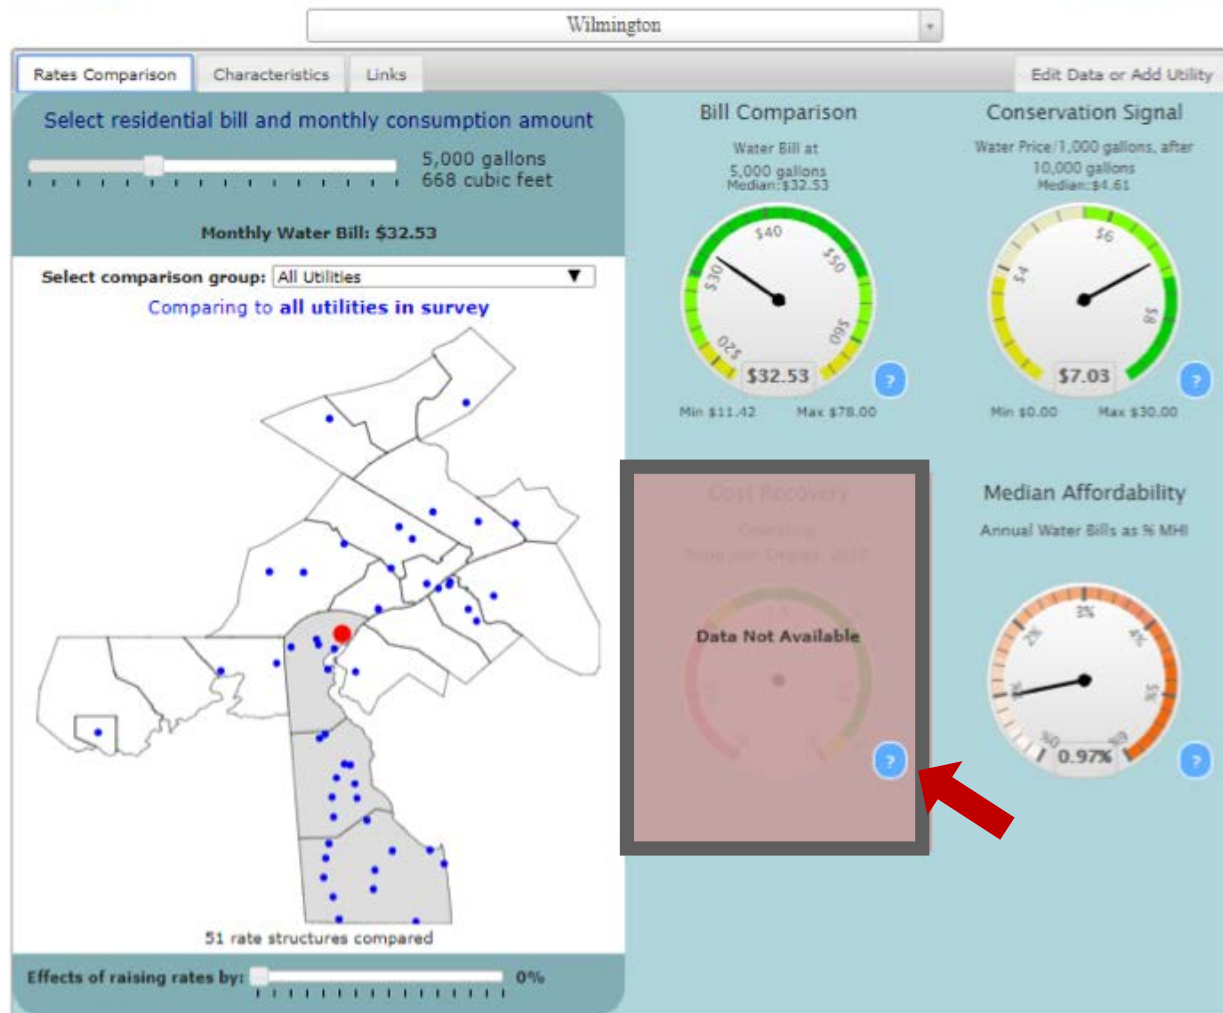 Wilmington
Rates Comparison
Characteristics
Links
Edit Data or Add Utility
Select residential bill and monthly consumption amount
5,000 gallons
668 cubic feet
Monthly Water Bill: $32.53
Select comparison group: All Utilities ▼
Comparing to all utilities in survey
51 rate structures compared
Effects of raising rates by: 0%
Bill Comparison
Water Bill at
5,000 gallons
Median:$32.53
$20
$30
$40
$50
$60
$32.53
?
Min $11.42 Max $78.00
Conservation Signal
Water Price/1,000 gallons, after
10,000 gallons
Median:$4.61
$4
$6
$8
$7.03
?
Min $0.00 Max $30.00
Cost Recovery
Data Not Available
?
Median Affordability
Annual Water Bills as % MHI
0%
1%
2%
3%
4%
5%
6%
0.97%
?